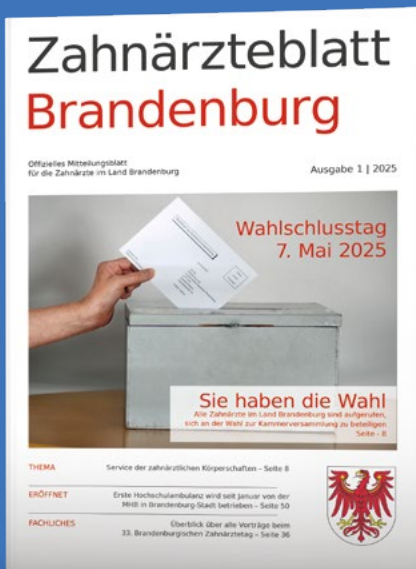 Zahnärzteblatt
Brandenburg
Offizielles Mitteilungsblatt
für die Zahnärzte im Land Brandenburg
Ausgabe 1 | 2025
Wahlschlusstag
7. Mai 2025
Sie haben die Wahl
Alle Zahnärzte im Land Brandenburg sind aufgerufen,
sich an der Wahl zur Kammerversammlung zu beteiligen
Seite - 8
THEMA
Service der zahnärztlichen Körperschaften – Seite 8
ERÖFFNET
Erste Hochschulambulanz wird seit Januar von der
MHB in Brandenburg-Stadt betrieben – Seite 50
FACHLICHES
Überblick über alle Vorträge beim
33. Brandenburgischen Zahnärztetag – Seite 36